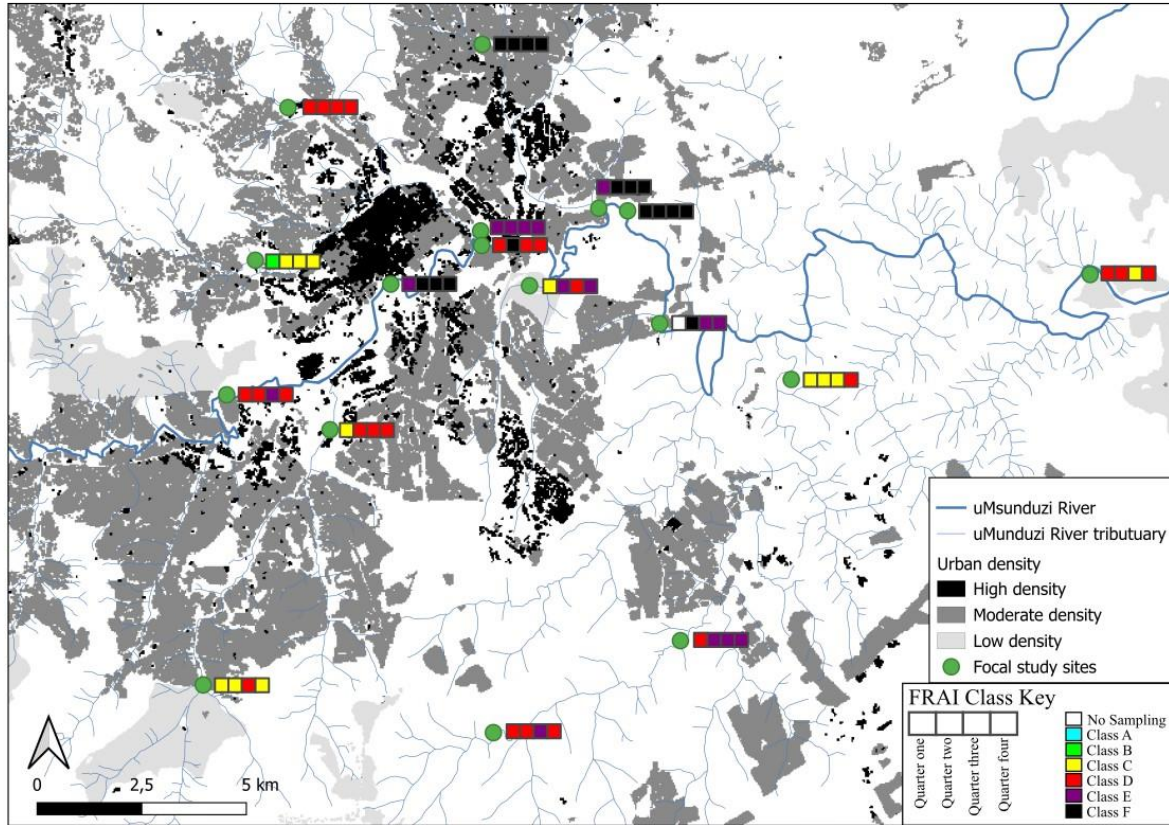 uMsunduzi River
uMunduzi River tributuary
Urban density
High density
Moderate density
Low density
Focal study sites
FRAI Class Key
Quarter one
Quarter two
Quarter three
Quarter four
No Sampling
Class A
Class B
Class C
Class D
Class E
Class F
0 2,5 5 km